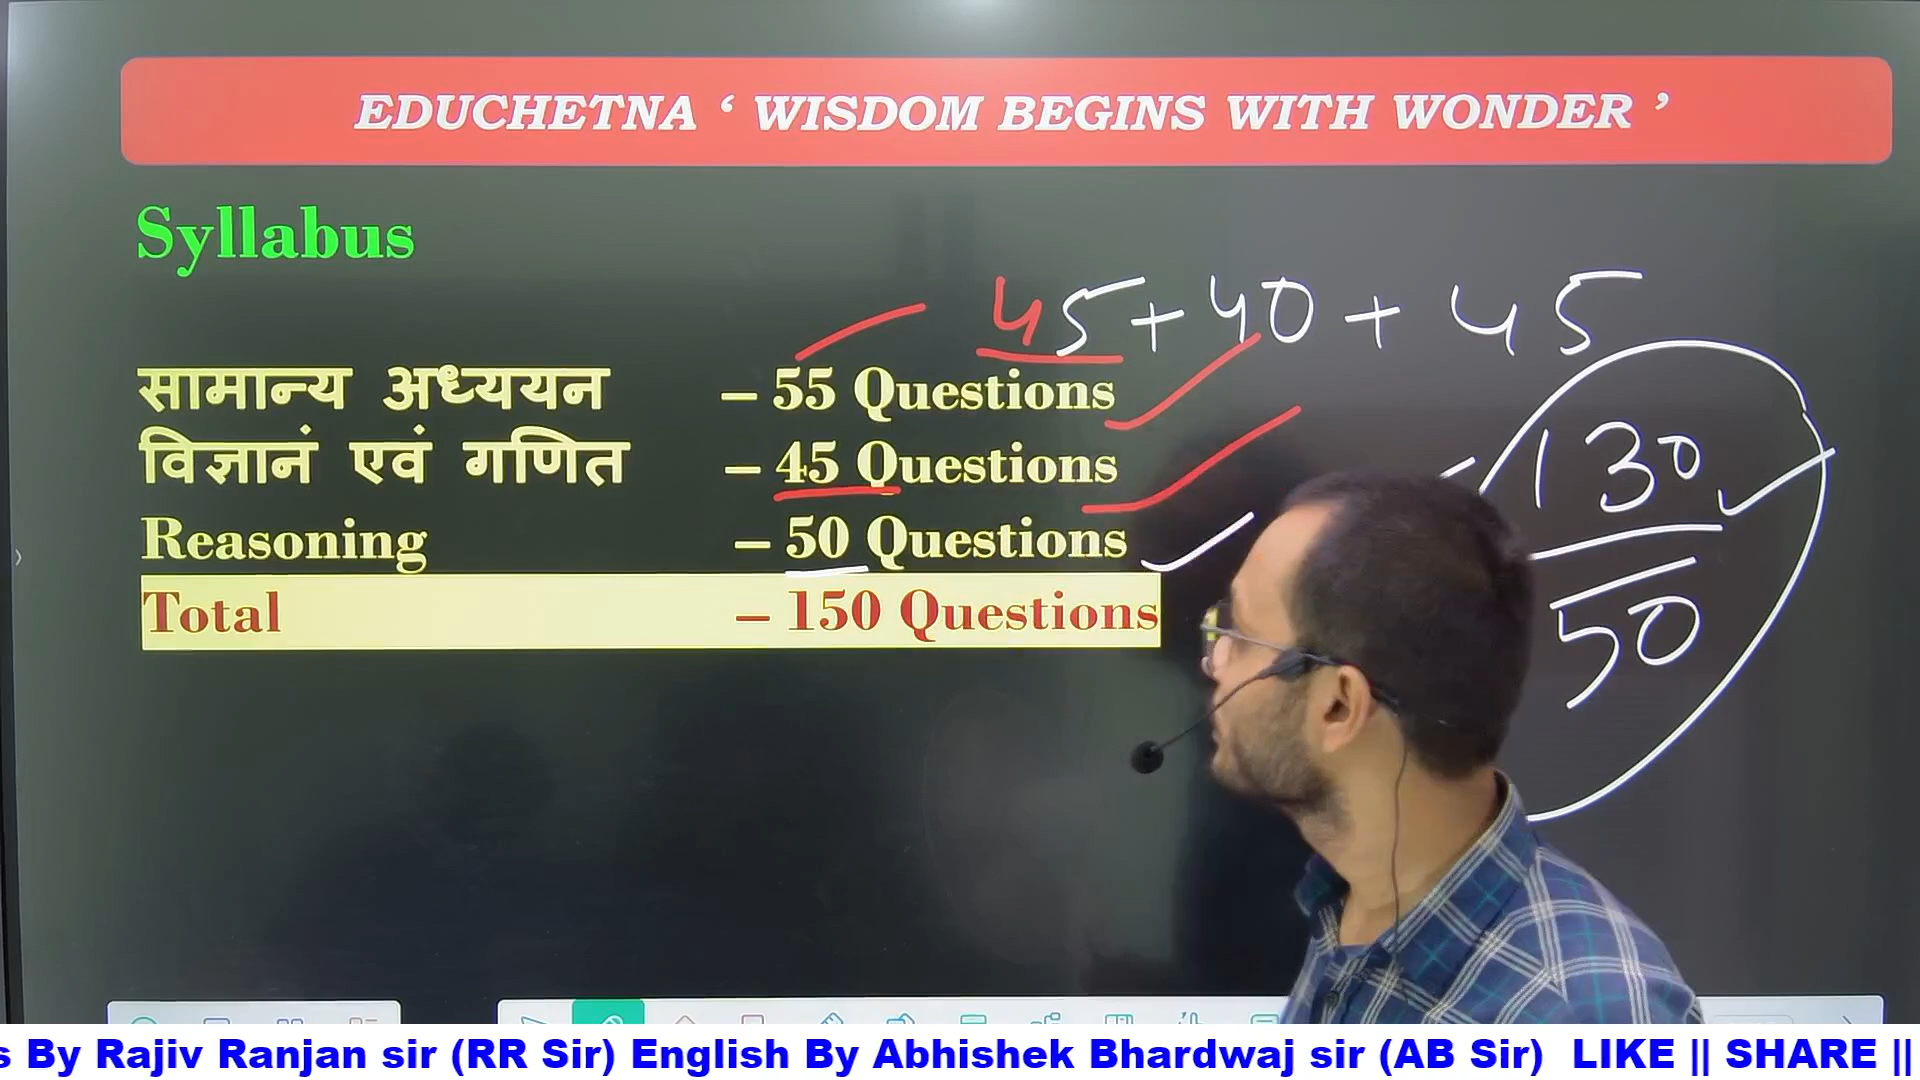 EDUCHETNA ‘ WISDOM BEGINS WITH WONDER ’
Syllabus
45+40+45
सामान्य अध्ययन – 55 Questions
विज्ञानं एवं गणित – 45 Questions
130
Reasoning – 50 Questions
50
Total – 150 Questions
s By Rajiv Ranjan sir (RR Sir) English By Abhishek Bhardwaj sir (AB Sir) LIKE || SHARE ||